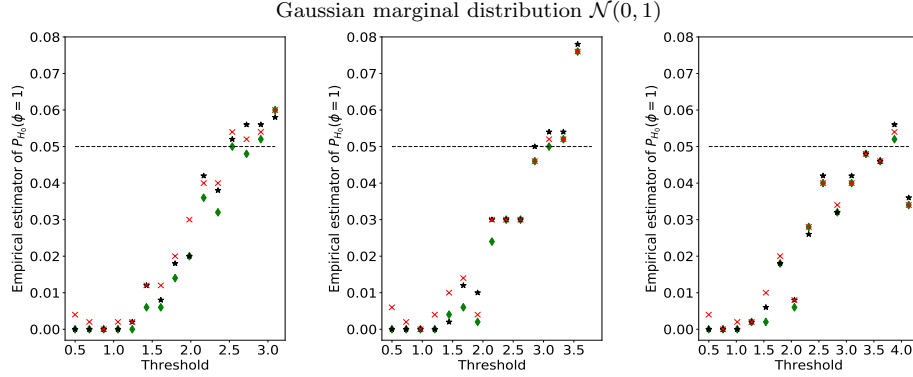 Gaussian marginal distribution $\mathcal{N}(0, 1)$
Empirical estimator of $P_{H_0}(\phi = 1)$
0.08
0.07
0.06
0.05
0.04
0.03
0.02
0.01
0.00
0.5 1.0 1.5 2.0 2.5 3.0
Threshold
Empirical estimator of $P_{H_0}(\phi = 1)$
0.08
0.07
0.06
0.05
0.04
0.03
0.02
0.01
0.00
0.5 1.0 1.5 2.0 2.5 3.0 3.5
Threshold
Empirical estimator of $P_{H_0}(\phi = 1)$
0.08
0.07
0.06
0.05
0.04
0.03
0.02
0.01
0.00
0.5 1.0 1.5 2.0 2.5 3.0 3.5 4.0
Threshold